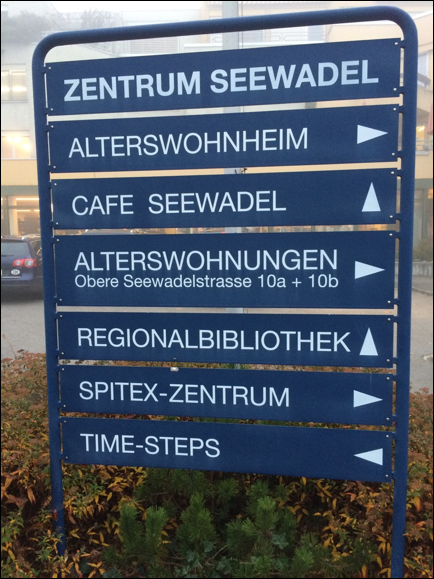 ZENTRUM SEEWADEL
ALTERSWOHNHEIM
CAFE SEEWADEL
ALTERSWOHNUNGEN
Obere Seewadelstrasse 10a + 10b
REGIONALBIBLIOTHEK
SPITEX-ZENTRUM
TIME-STEPS